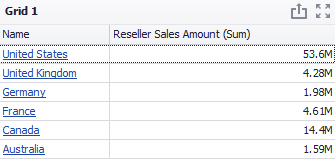 Grid 1
Name Reseller Sales Amount (Sum)
United States 53.6M
United Kingdom 4.28M
Germany 1.98M
France 4.61M
Canada 14.4M
Australia 1.59M